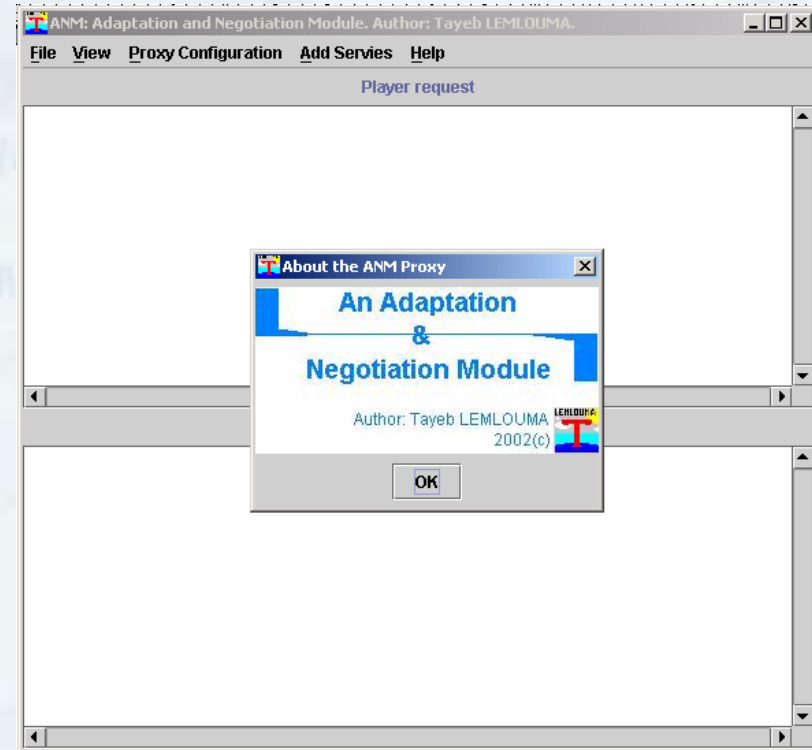 ANM: Adaptation and Negotiation Module. Author: Tayeb LEMLOUMA.
File View Proxy Configuration Add Servies Help
Player request
About the ANM Proxy
An Adaptation
&
Negotiation Module
Author: Tayeb LEMLOUMA
2002(c)
LEMLOUMA
T
OK